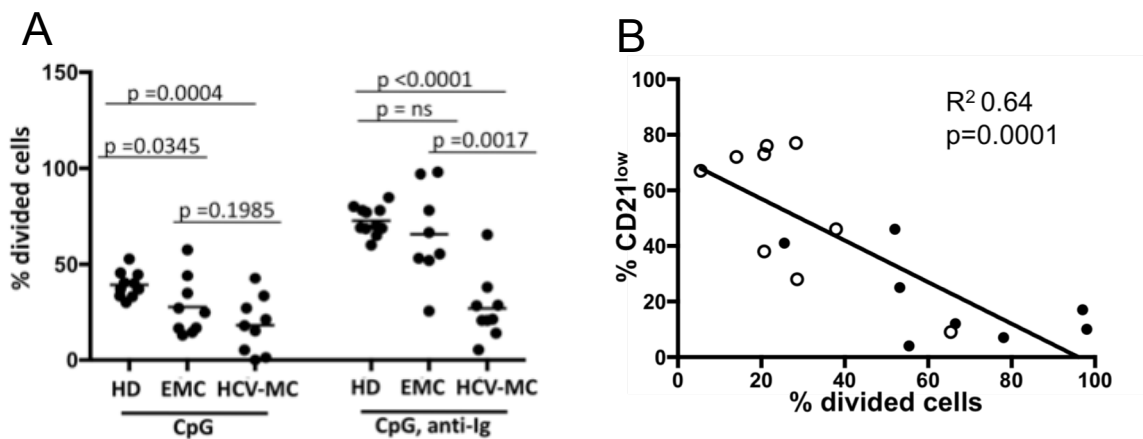 A
150
100
50
0
% divided cells
p =0.0004
p =0.0345
p =0.1985
p <0.0001
p = ns
p =0.0017
HD EMC HCV-MC HD EMC HCV-MC
CpG CpG, anti-Ig
B
100
80
60
40
20
0
% CD21low
R2 0.64
p=0.0001
0 20 40 60 80 100
% divided cells